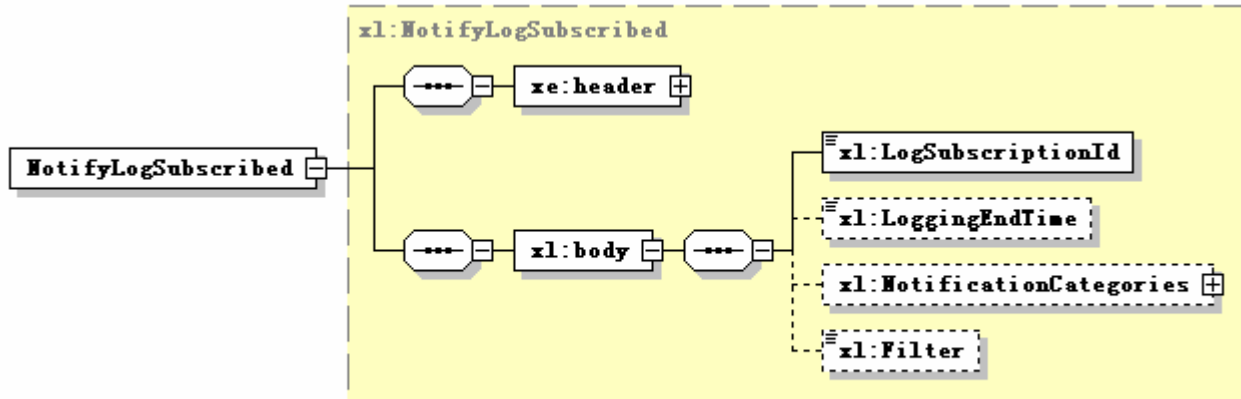 xl:NotifyLogSubscribed
xe:header
NotifyLogSubscribed
xl:LogSubscriptionId
xl:LoggingEndTime
xl:body
xl:NotificationCategories
xl:Filter